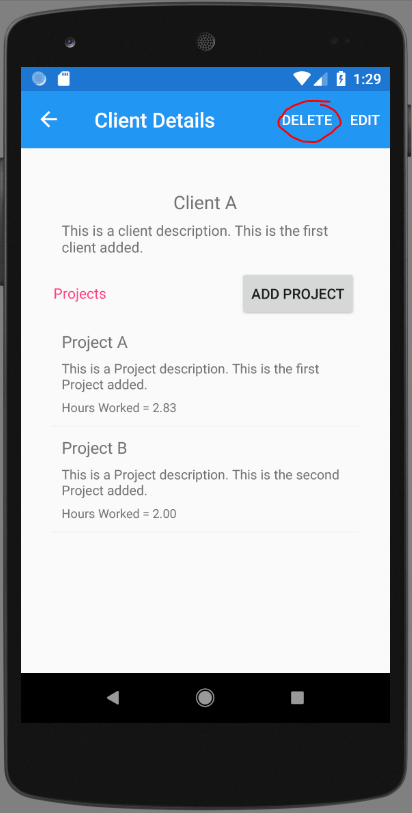 1:29
Client Details DELETE EDIT
Client A
This is a client description. This is the first
client added.
Projects ADD PROJECT
Project A
This is a Project description. This is the first
Project added.
Hours Worked = 2.83
Project B
This is a Project description. This is the second
Project added.
Hours Worked = 2.00